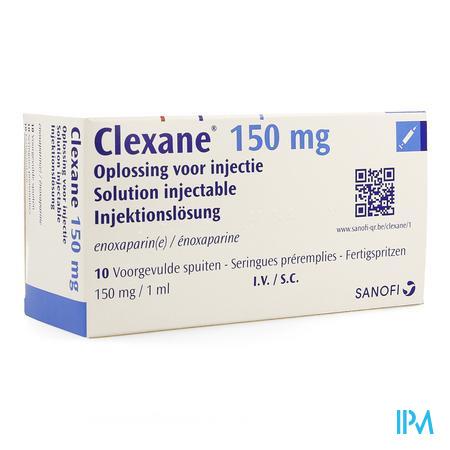 Clexane® 150 mg
Oplossing voor injectie
Solution injectable
Injektionslösung
enoxaparin(e) / énoxaparine
10 Voorgevulde spuiten - Seringues préremplies - Fertigspritzen
150 mg / 1 ml
I.V. / S.C.
www.sanofi-qr.be/clexane/1
SANOFI
Clexane 150 mg
Oplossing voor injectie
Solution injectable
Injektionslösung
IPM